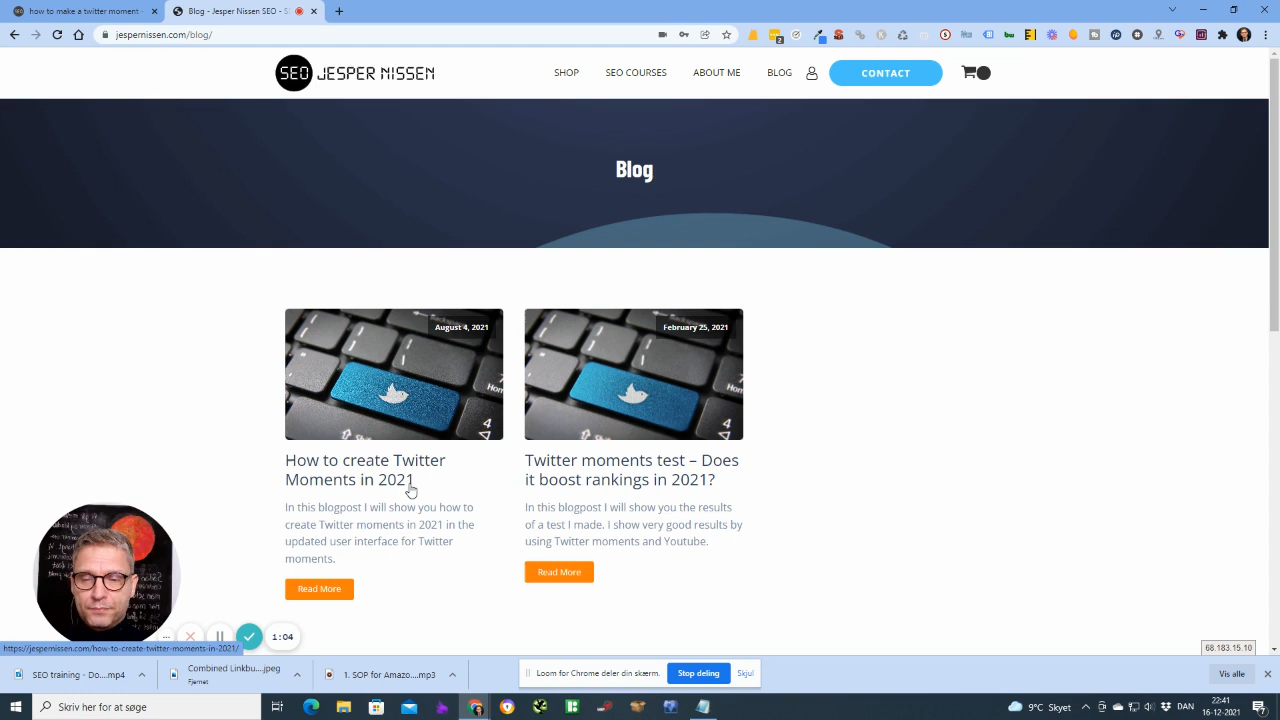 how to make a twitter moment -
Blog - Jesper Nissen SEO - S
jespernissen.com/blog/
SEO JESPER NISSEN
SHOP
SEO COURSES
ABOUT ME
BLOG
CONTACT
Blog
August 4, 2021
February 25, 2021
How to create Twitter
Moments in 2021
In this blogpost I will show you how to
create Twitter moments in 2021 in the
updated user interface for Twitter
moments.
Read More
Twitter moments test – Does
it boost rankings in 2021?
In this blogpost I will show you the results
of a test I made. I show very good results by
using Twitter moments and Youtube.
Read More
1:04
https://jespernissen.com/how-to-create-twitter-moments-in-2021/
68.183.15.10
SEO training - Do....mp4
Combined Linkbu....jpeg
Fjernet
1. SOP for Amazo....mp3
Loom for Chrome deler din skærm.
Stop deling
Skjul
Vis alle
Skriv her for at søge
9°C Skyet
DAN
12:41
16-12-2021